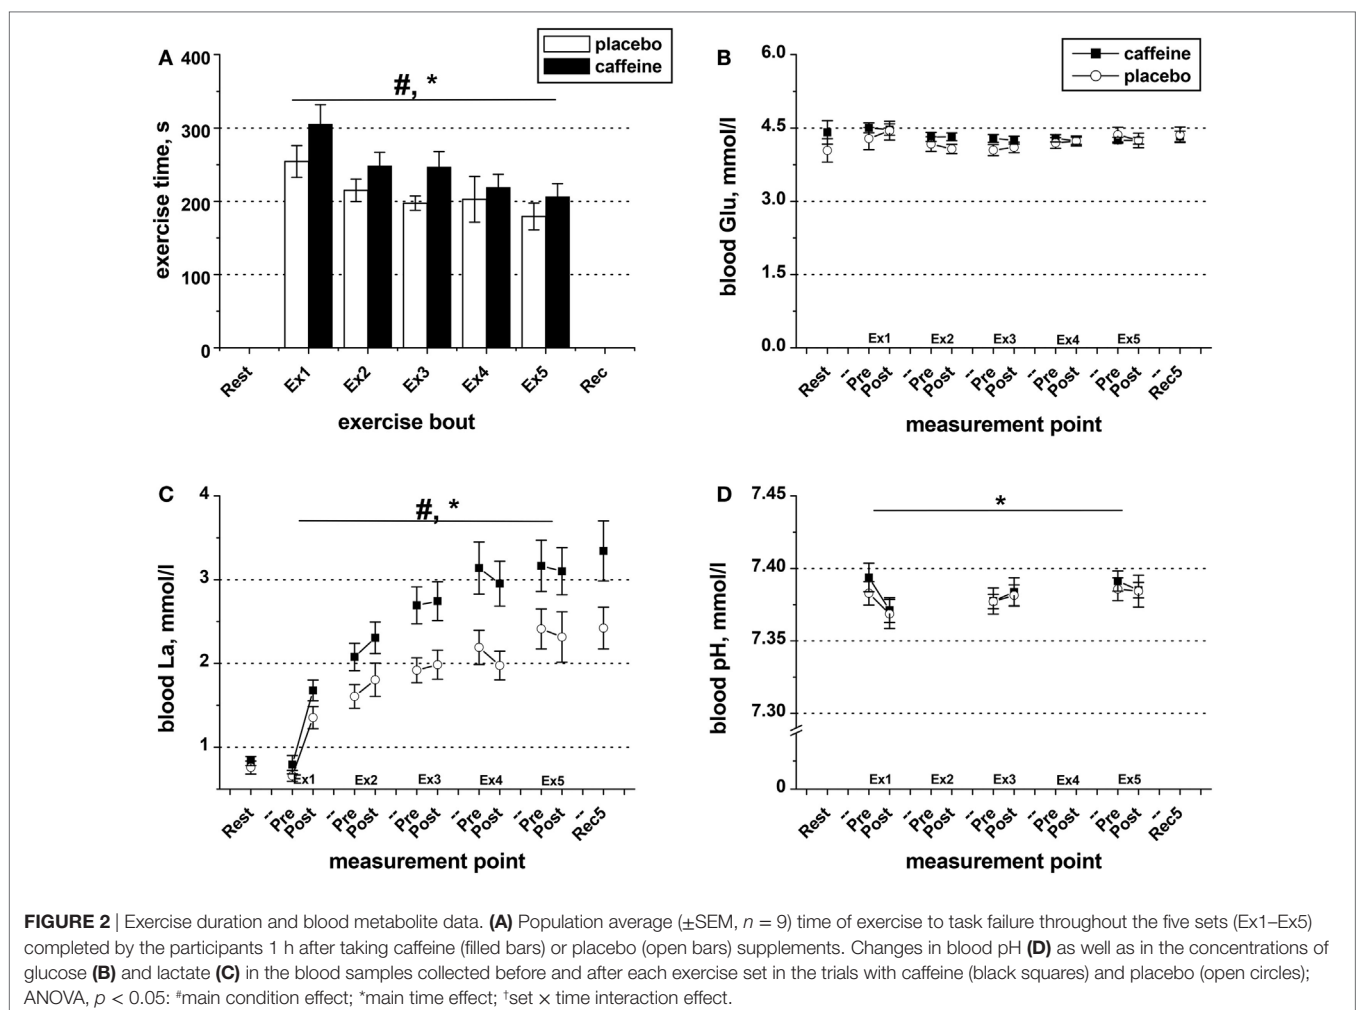 A
400
300
200
100
0
exercise time, s
placebo
caffeine
#, *
Rest
Ex1
Ex2
Ex3
Ex4
Ex5
Rec
exercise bout
B
6.0
4.5
3.0
1.5
0.0
blood Glu, mmol/l
caffeine
placebo
Ex1 Ex2 Ex3 Ex4 Ex5
Rest -- Pre Post -- Pre Post -- Pre Post -- Pre Post -- Pre Post -- Rec5
measurement point
C
4
3
2
1
blood La, mmol/l
#, *
Ex1 Ex2 Ex3 Ex4 Ex5
Rest -- Pre Post -- Pre Post -- Pre Post -- Pre Post -- Pre Post -- Rec5
measurement point
D
7.45
7.40
7.35
7.30
0
blood pH, mmol/l
*
Ex1 Ex2 Ex3 Ex4 Ex5
Rest -- Pre Post -- Pre Post -- Pre Post -- Pre Post -- Pre Post -- Rec5
measurement point
FIGURE 2 | Exercise duration and blood metabolite data. (A) Population average (±SEM, n = 9) time of exercise to task failure throughout the five sets (Ex1–Ex5)
completed by the participants 1 h after taking caffeine (filled bars) or placebo (open bars) supplements. Changes in blood pH (D) as well as in the concentrations of
glucose (B) and lactate (C) in the blood samples collected before and after each exercise set in the trials with caffeine (black squares) and placebo (open circles);
ANOVA, p < 0.05: #main condition effect; *main time effect; †set × time interaction effect.